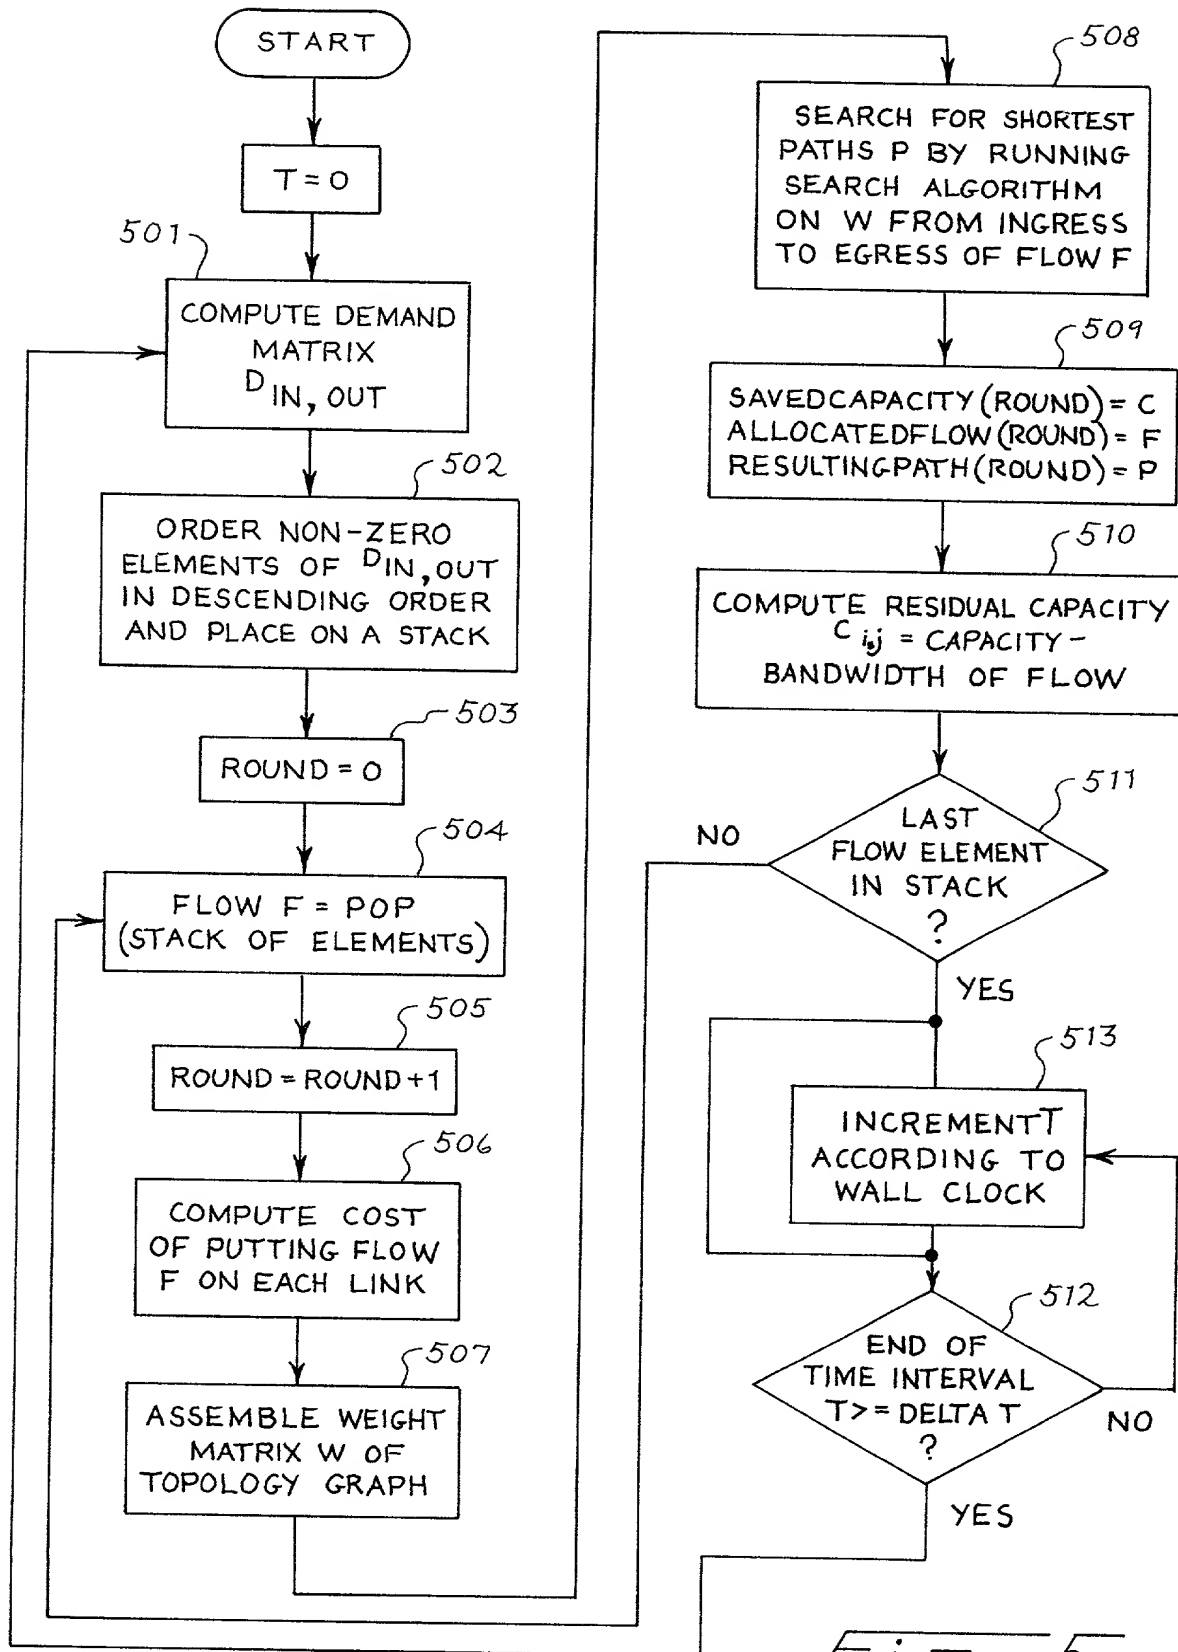 START
T = 0
501
COMPUTE DEMAND
MATRIX
D IN, OUT
502
ORDER NON-ZERO
ELEMENTS OF D IN, OUT
IN DESCENDING ORDER
AND PLACE ON A STACK
503
ROUND = 0
504
FLOW F = POP
(STACK OF ELEMENTS)
505
ROUND = ROUND + 1
506
COMPUTE COST
OF PUTTING FLOW
F ON EACH LINK
507
ASSEMBLE WEIGHT
MATRIX W OF
TOPOLOGY GRAPH
508
SEARCH FOR SHORTEST
PATHS P BY RUNNING
SEARCH ALGORITHM
ON W FROM INGRESS
TO EGRESS OF FLOW F
509
SAVEDCAPACITY (ROUND) = C
ALLOCATEDFLOW (ROUND) = F
RESULTINGPATH (ROUND) = P
510
COMPUTE RESIDUAL CAPACITY
C i,j = CAPACITY -
BANDWIDTH OF FLOW
511
LAST
FLOW ELEMENT
IN STACK
?
NO
YES
513
INCREMENT T
ACCORDING TO
WALL CLOCK
512
END OF
TIME INTERVAL
T >= DELTA T
?
NO
YES